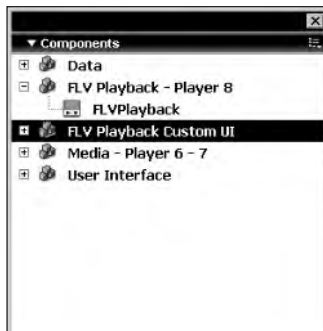 Components
Data
FLV Playback - Player 8
FLVPlayback
FLV Playback Custom UI
Media - Player 6 - 7
User Interface